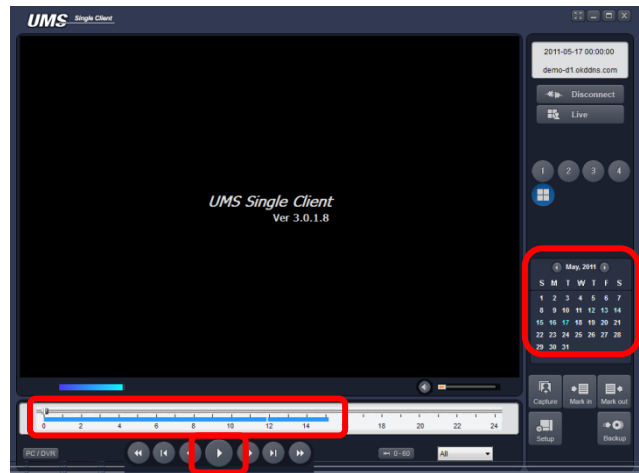 UMS Single Client
2011-05-17 00:00:00
demo-d1.okddns.com
Disconnect
Live
1 2 3 4
UMS Single Client
Ver 3.0.1.8
May, 2011
S M T W T F S
1 2 3 4 5 6 7
8 9 10 11 12 13 14
15 16 17 18 19 20 21
22 23 24 25 26 27 28
29 30 31
Capture Mark in Mark out
0 2 4 6 8 10 12 14 18 20 22 24
Setup Backup
PC / DVR 0~60 All